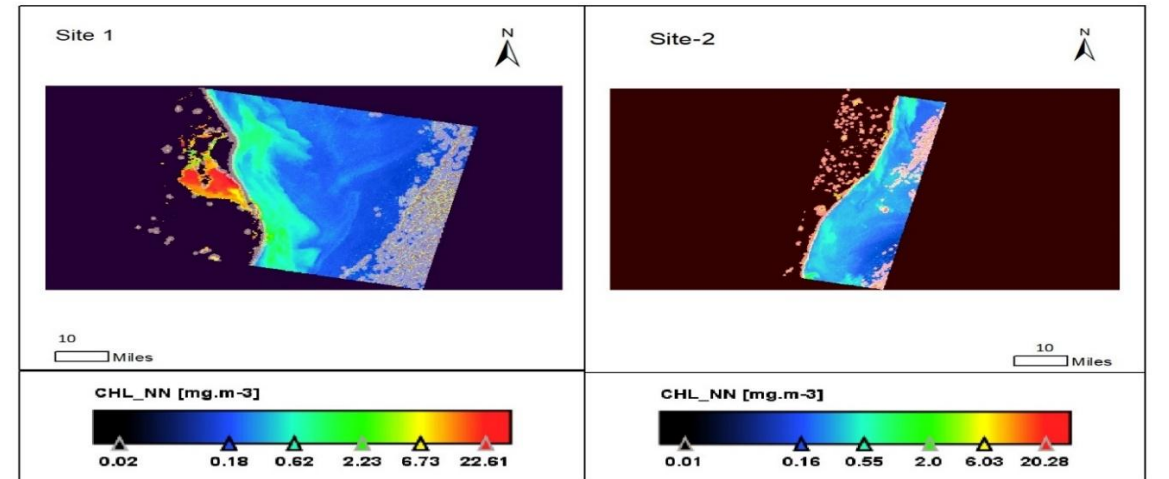 Site 1
N
10
Miles
CHL_NN [mg.m-3]
0.02 0.18 0.62 2.23 6.73 22.61
Site-2
N
10
Miles
CHL_NN [mg.m-3]
0.01 0.16 0.55 2.0 6.03 20.28